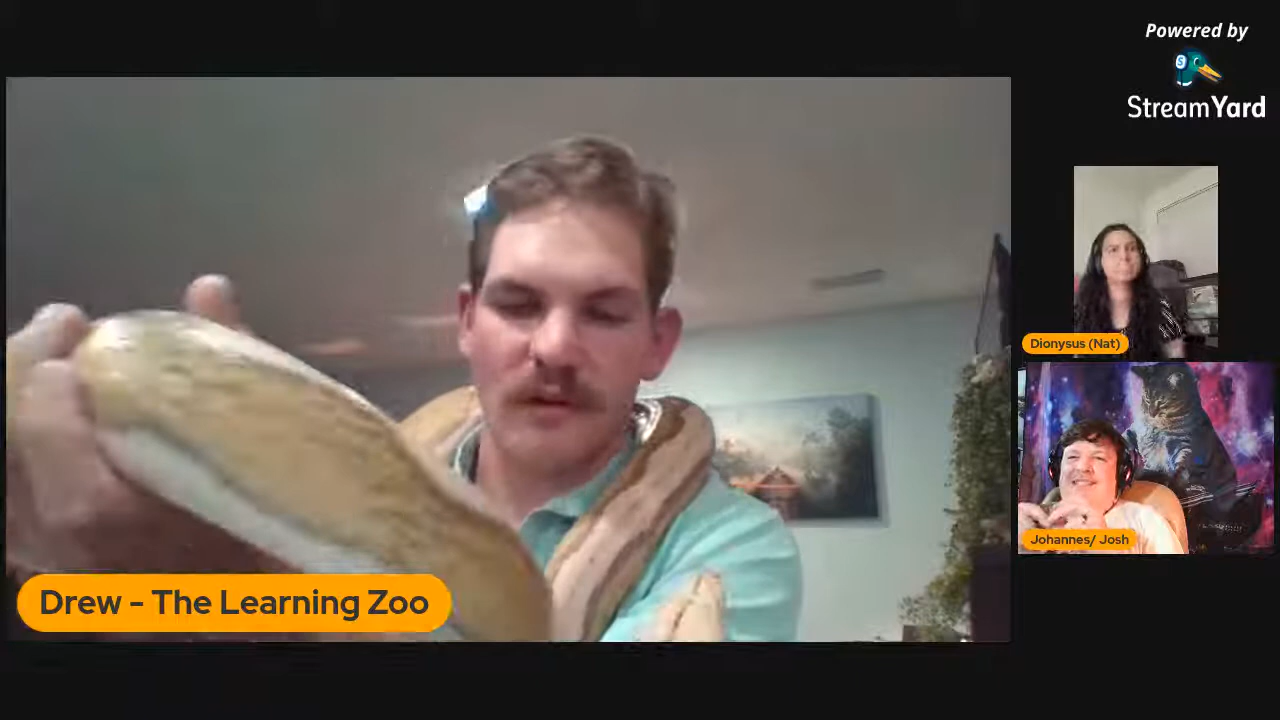 Powered by
StreamYard
Dionysus (Nat)
Johannes/ Josh
Drew - The Learning Zoo